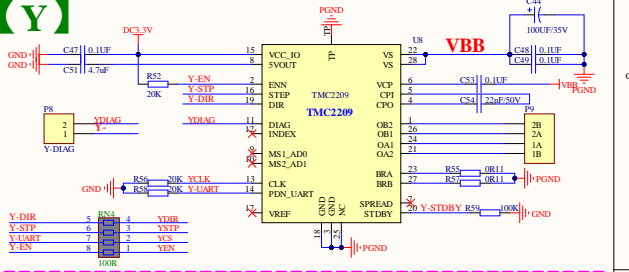 Y
PGND
C44
100UF/35V
DC3.3V
U8
VBB
GND
GND
C47
0.1UF
C51
4.7uF
15
8
VCC_IO
5VOUT
TP
TP
VS
VS
22
28
C48
0.1UF
C49
0.1UF
PGND
R52
20K
Y-EN
Y-STP
Y-DIR
2
16
19
ENN
STEP
DIR
TMC2209
TMC2209
VCP
CPI
CPO
6
5
4
C53
0.1UF
VBB
C54
22nF/50V
P8
2
1
YDIAG
Y-
Y-DIAG
YDIAG
11
12
DIAG
INDEX
OB2
OB1
OA1
OA2
1
26
24
21
P9
2B
2A
1A
1B
9
10
MS1_AD0
MS2_AD1
GND
R56
20K
YCLK
R58
20K
Y-UART
13
14
CLK
PDN_UART
BRA
BRB
23
27
R55
0R11
R57
0R11
PGND
17
VREF
GND
GND
NC
SPREAD
STDBY
7
20
Y-STDBY
R59
100K
GND
18
3
25
PGND
RN4
Y-DIR
5
4
YDIR
Y-STP
6
3
YSTP
Y-UART
7
2
YCS
Y-EN
8
1
YEN
100R